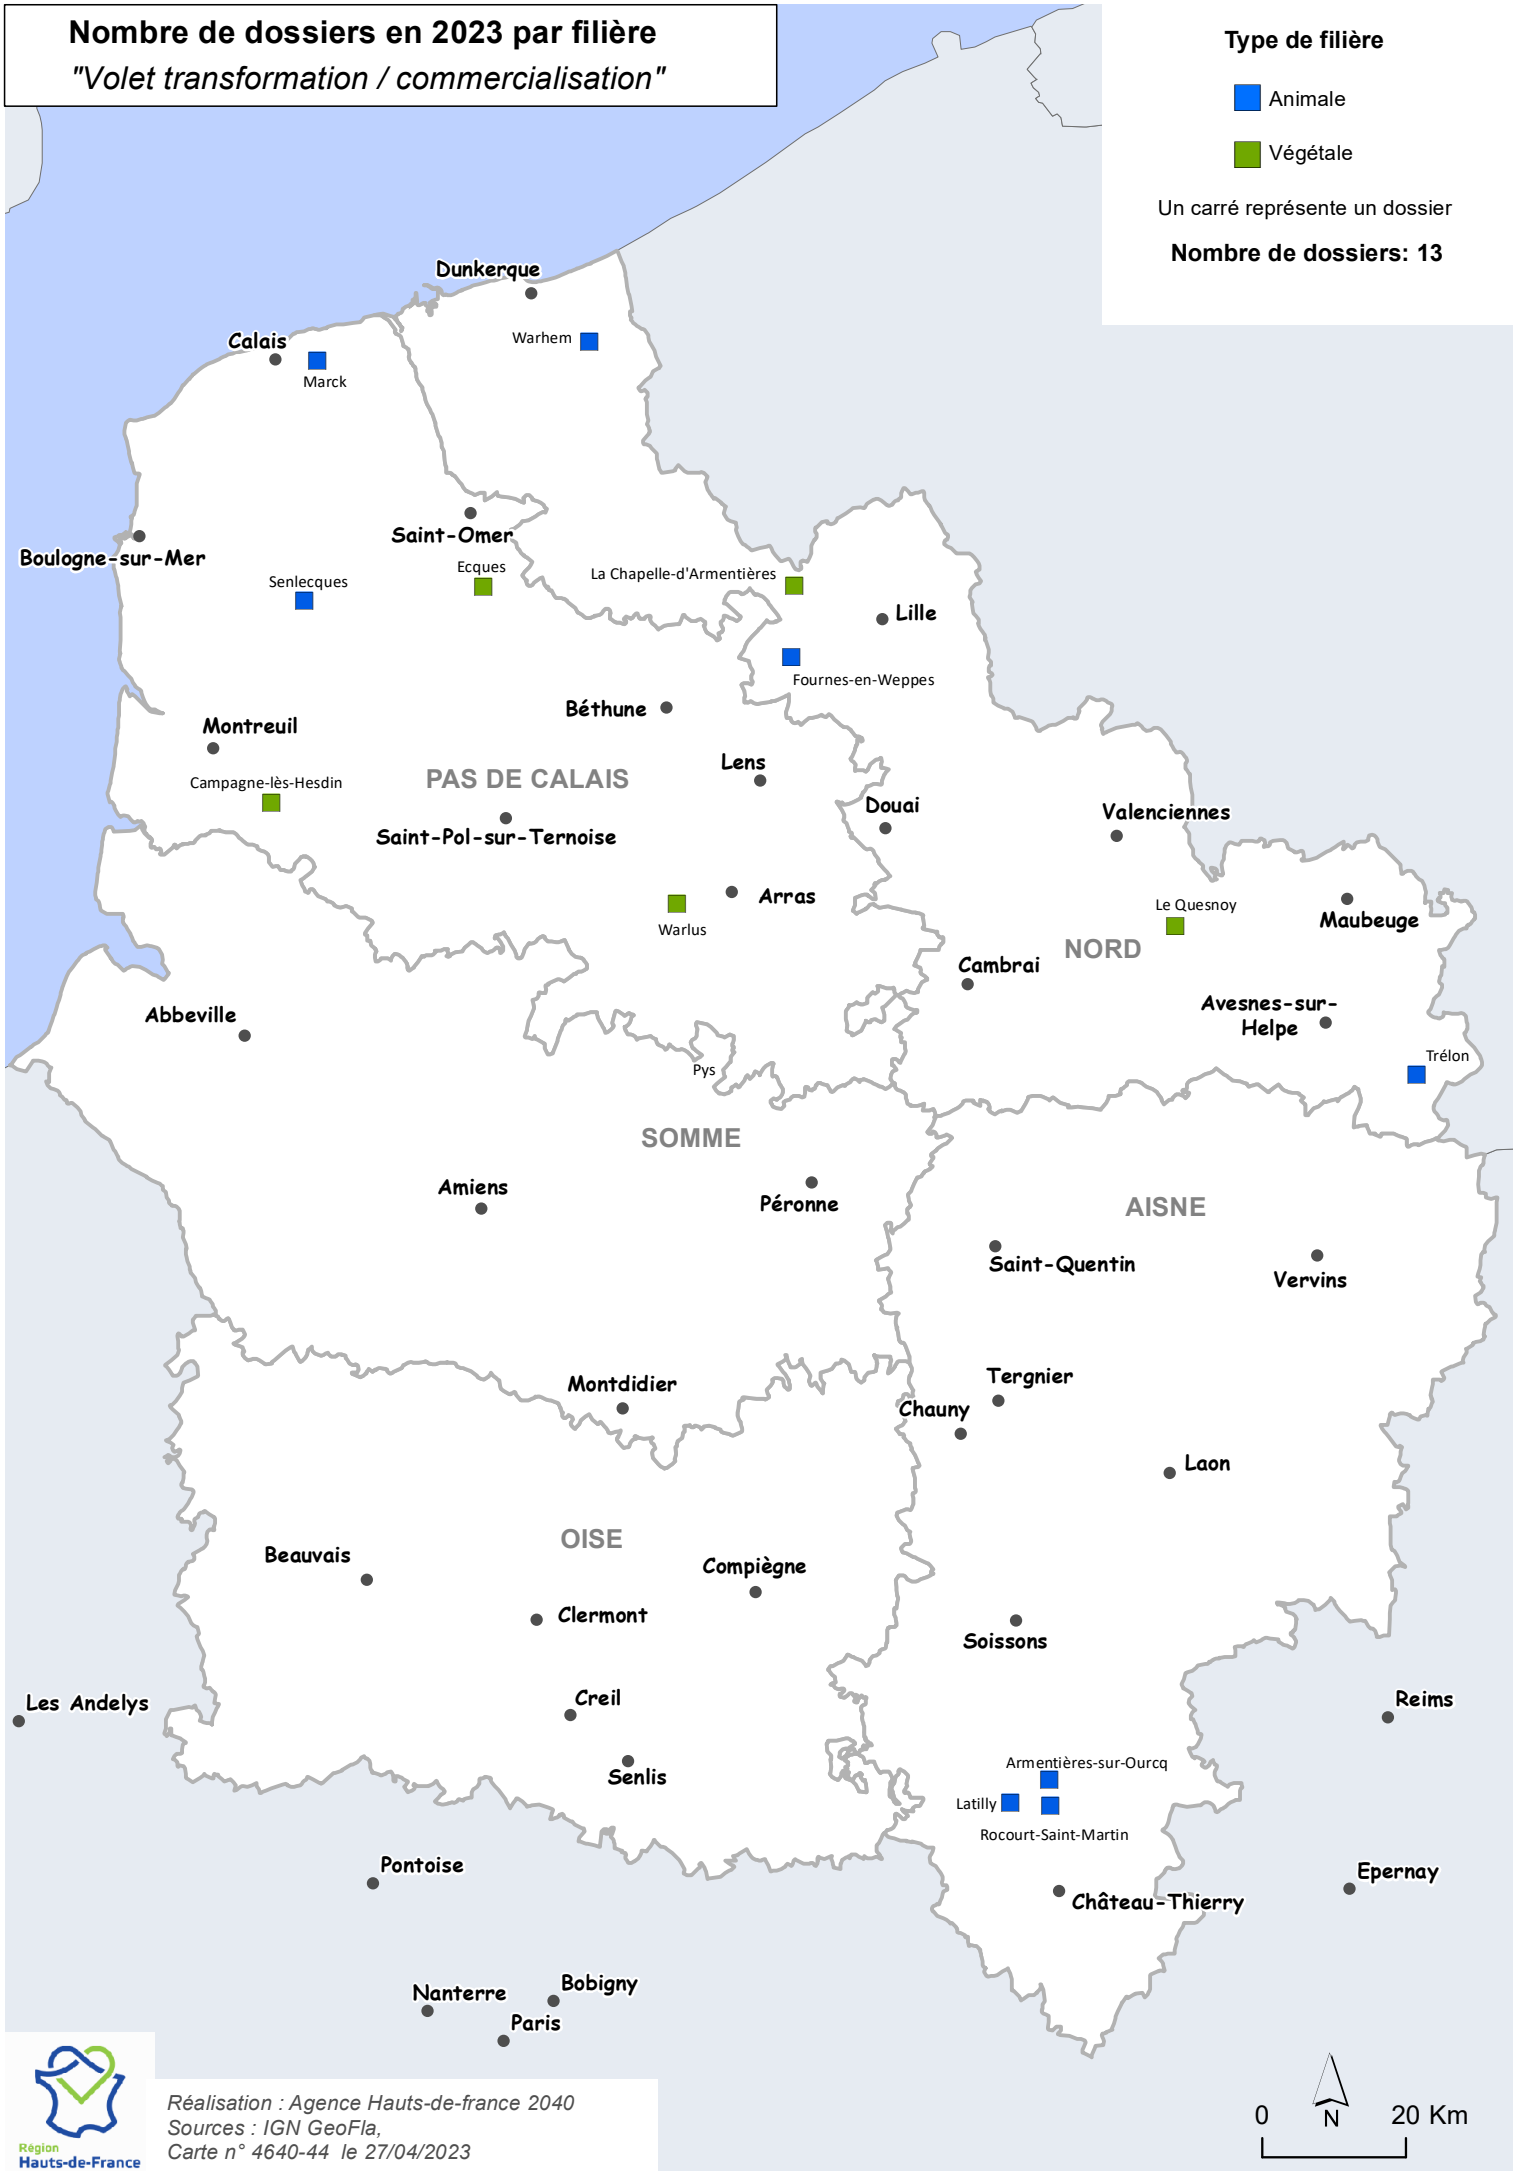 Nombre de dossiers en 2023 par filière
"Volet transformation / commercialisation"
Type de filière
Animale
Végétale
Un carré représente un dossier
Nombre de dossiers: 13
Dunkerque
Warhem
Calais
Marck
Saint-Omer
Boulogne-sur-Mer
Ecques
La Chapelle-d'Armentières
Senlecques
Lille
Fournes-en-Weppes
Béthune
Montreuil
Lens
PAS DE CALAIS
Campagne-lès-Hesdin
Douai
Valenciennes
Saint-Pol-sur-Ternoise
Arras
Le Quesnoy
Maubeuge
Warlus
NORD
Cambrai
Avesnes-sur-
Helpe
Abbeville
Trélon
Pys
SOMME
Amiens
Péronne
AISNE
Saint-Quentin
Vervins
Tergnier
Montdidier
Chauny
Laon
OISE
Beauvais
Compiègne
Clermont
Soissons
Creil
Les Andelys
Reims
Armentières-sur-Ourcq
Senlis
Latilly
Rocourt-Saint-Martin
Pontoise
Epernay
Château-Thierry
Bobigny
Nanterre
Paris
Région
Hauts-de-France
Réalisation : Agence Hauts-de-france 2040
Sources : IGN GeoFla,
Carte n° 4640-44 le 27/04/2023
N
0 20 Km